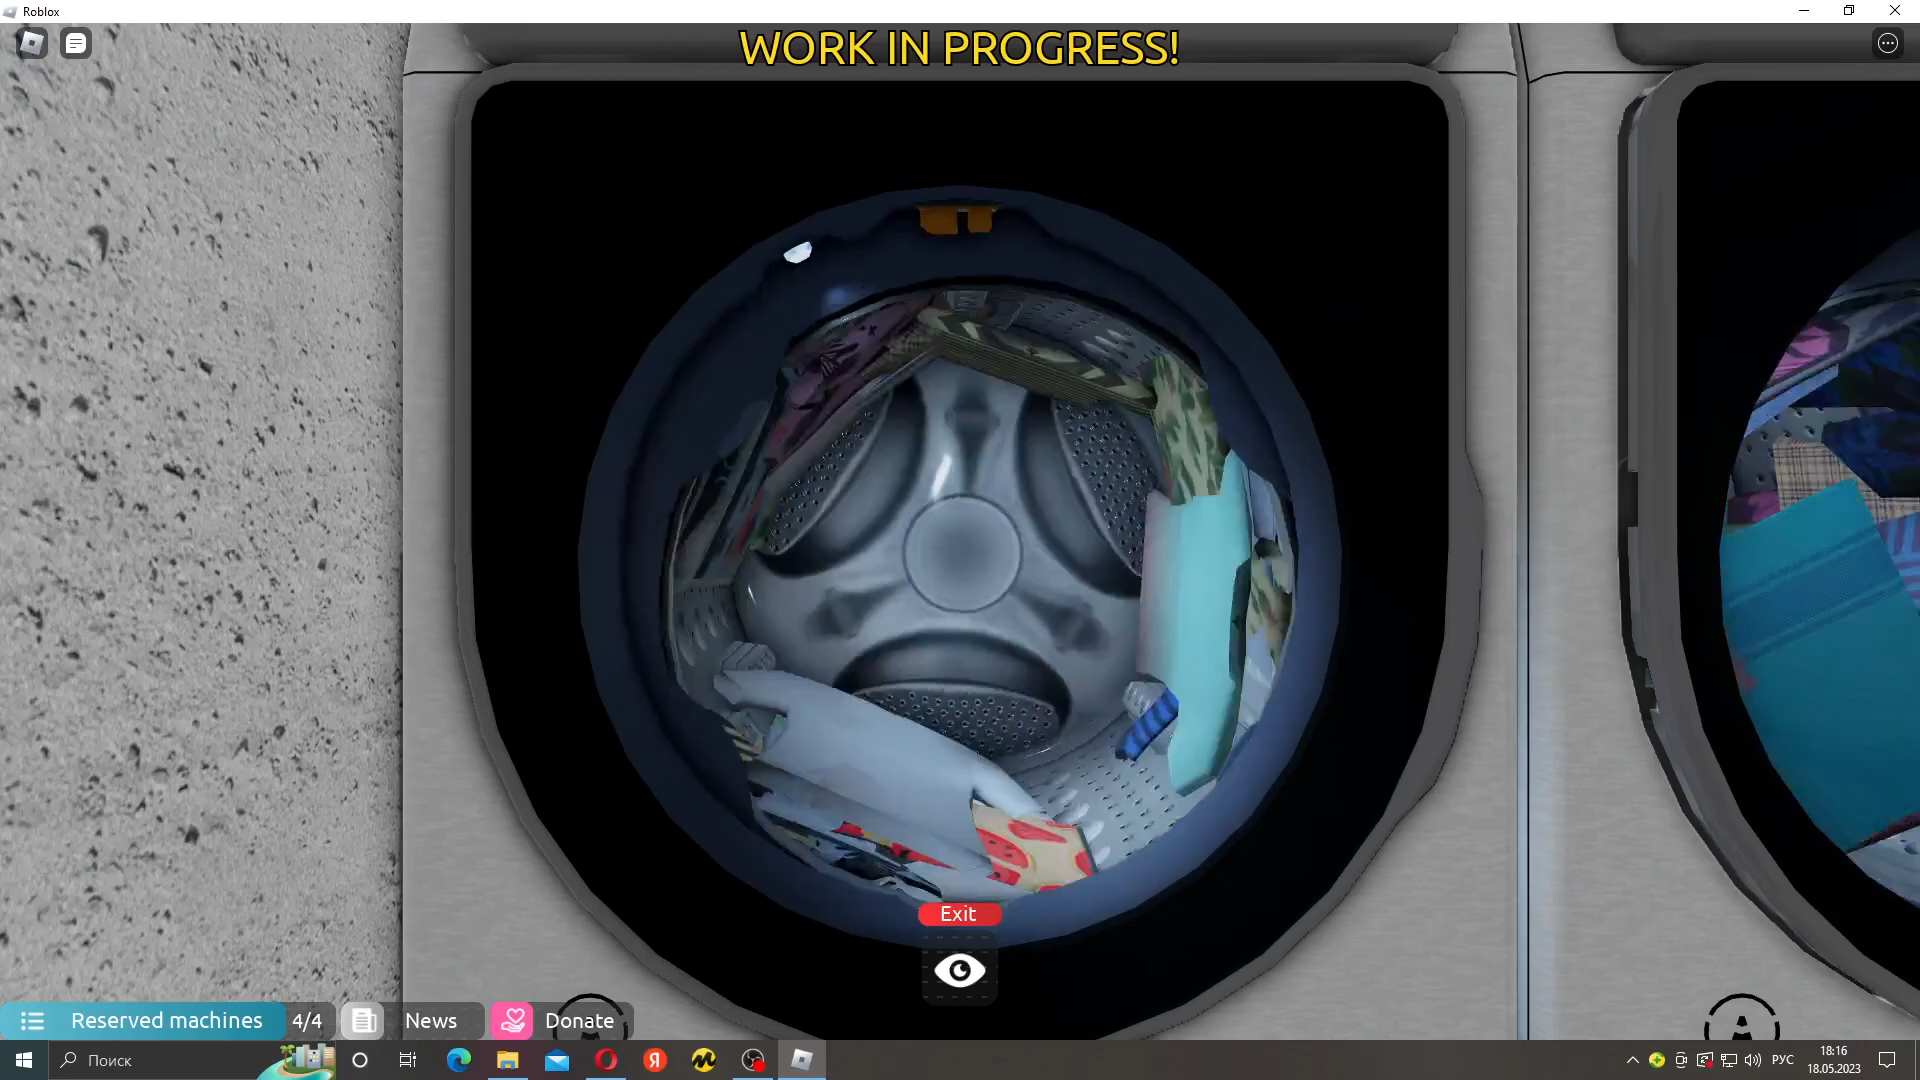 Roblox
WORK IN PROGRESS!
Exit
Reserved machines 4/4 News Donate
Поиск
РУС
18:16
18.05.2023